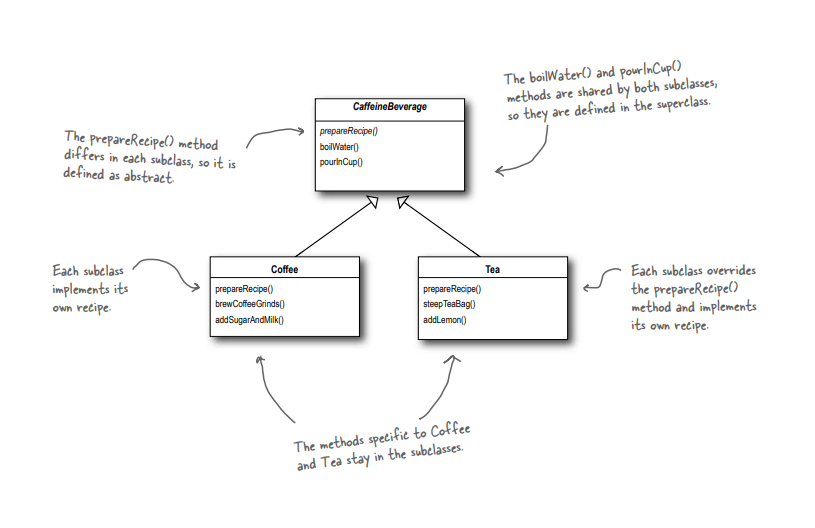 The boilWater() and pourInCup()
methods are shared by both subclasses,
so they are defined in the superclass.
CaffeineBeverage
prepareRecipe()
boilWater()
pourInCup()
The prepareRecipe() method
differs in each subclass, so it is
defined as abstract.
Each subclass
implements its
own recipe.
Coffee
prepareRecipe()
brewCoffeeGrinds()
addSugarAndMilk()
Tea
prepareRecipe()
steepTeaBag()
addLemon()
Each subclass overrides
the prepareRecipe()
method and implements
its own recipe.
The methods specific to Coffee
and Tea stay in the subclasses.